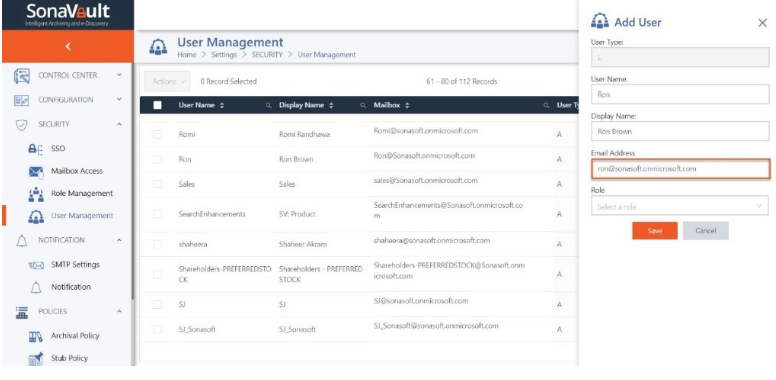 SonaVault
Intelligent Archiving and e-Discovery
CONTROL CENTER
CONFIGURATION
SECURITY
SSO
Mailbox Access
Role Management
User Management
NOTIFICATION
SMTP Settings
Notification
POLICIES
Archival Policy
Stub Policy
User Management
Home > Settings > SECURITY > User Management
Actions 0 Record Selected 61 - 80 of 112 Records
User Name Display Name Mailbox User Ty
Romi Romi Randhawa Romi@sonasoft.onmicrosoft.com A
Ron Ron Brown Ron@Sonasoft.onmicrosoft.com A
Sales Sales sales@Sonasoft.onmicrosoft.com A
SearchEnhancements SV: Product SearchEnhancements@Sonasoft.onmicrosoft.co
m A
shaheera Shaheer Akram shaheera@sonasoft.onmicrosoft.com A
Shareholders-PREFERREDSTO Shareholders - PREFERRED Shareholders-PREFERREDSTOCK@Sonasoft.onm
CK STOCK icrosoft.com A
SJ SJ SJ@sonasoft.onmicrosoft.com A
SJ_Sonasoft SJ_Sonasoft SJ_Sonasoft@sonasoft.onmicrosoft.com A
Add User
User Type:
L
User Name:
Ron
Display Name:
Ron Brown
Email Address
ron@sonasoft.onmicrosoft.com
Role
Select a role
Save Cancel